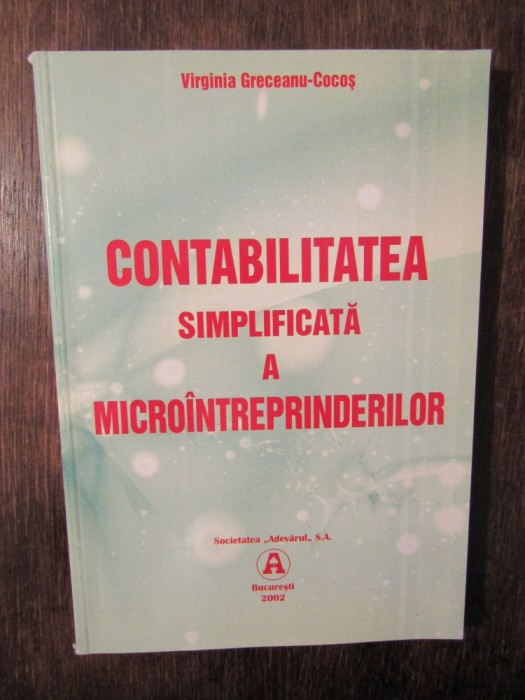 Virginia Greceanu-Cocoş
CONTABILITATEA
SIMPLIFICATĂ
A
MICROÎNTREPRINDERILOR
Societatea „Adevărul„ S.A.
A
Bucureşti
2002